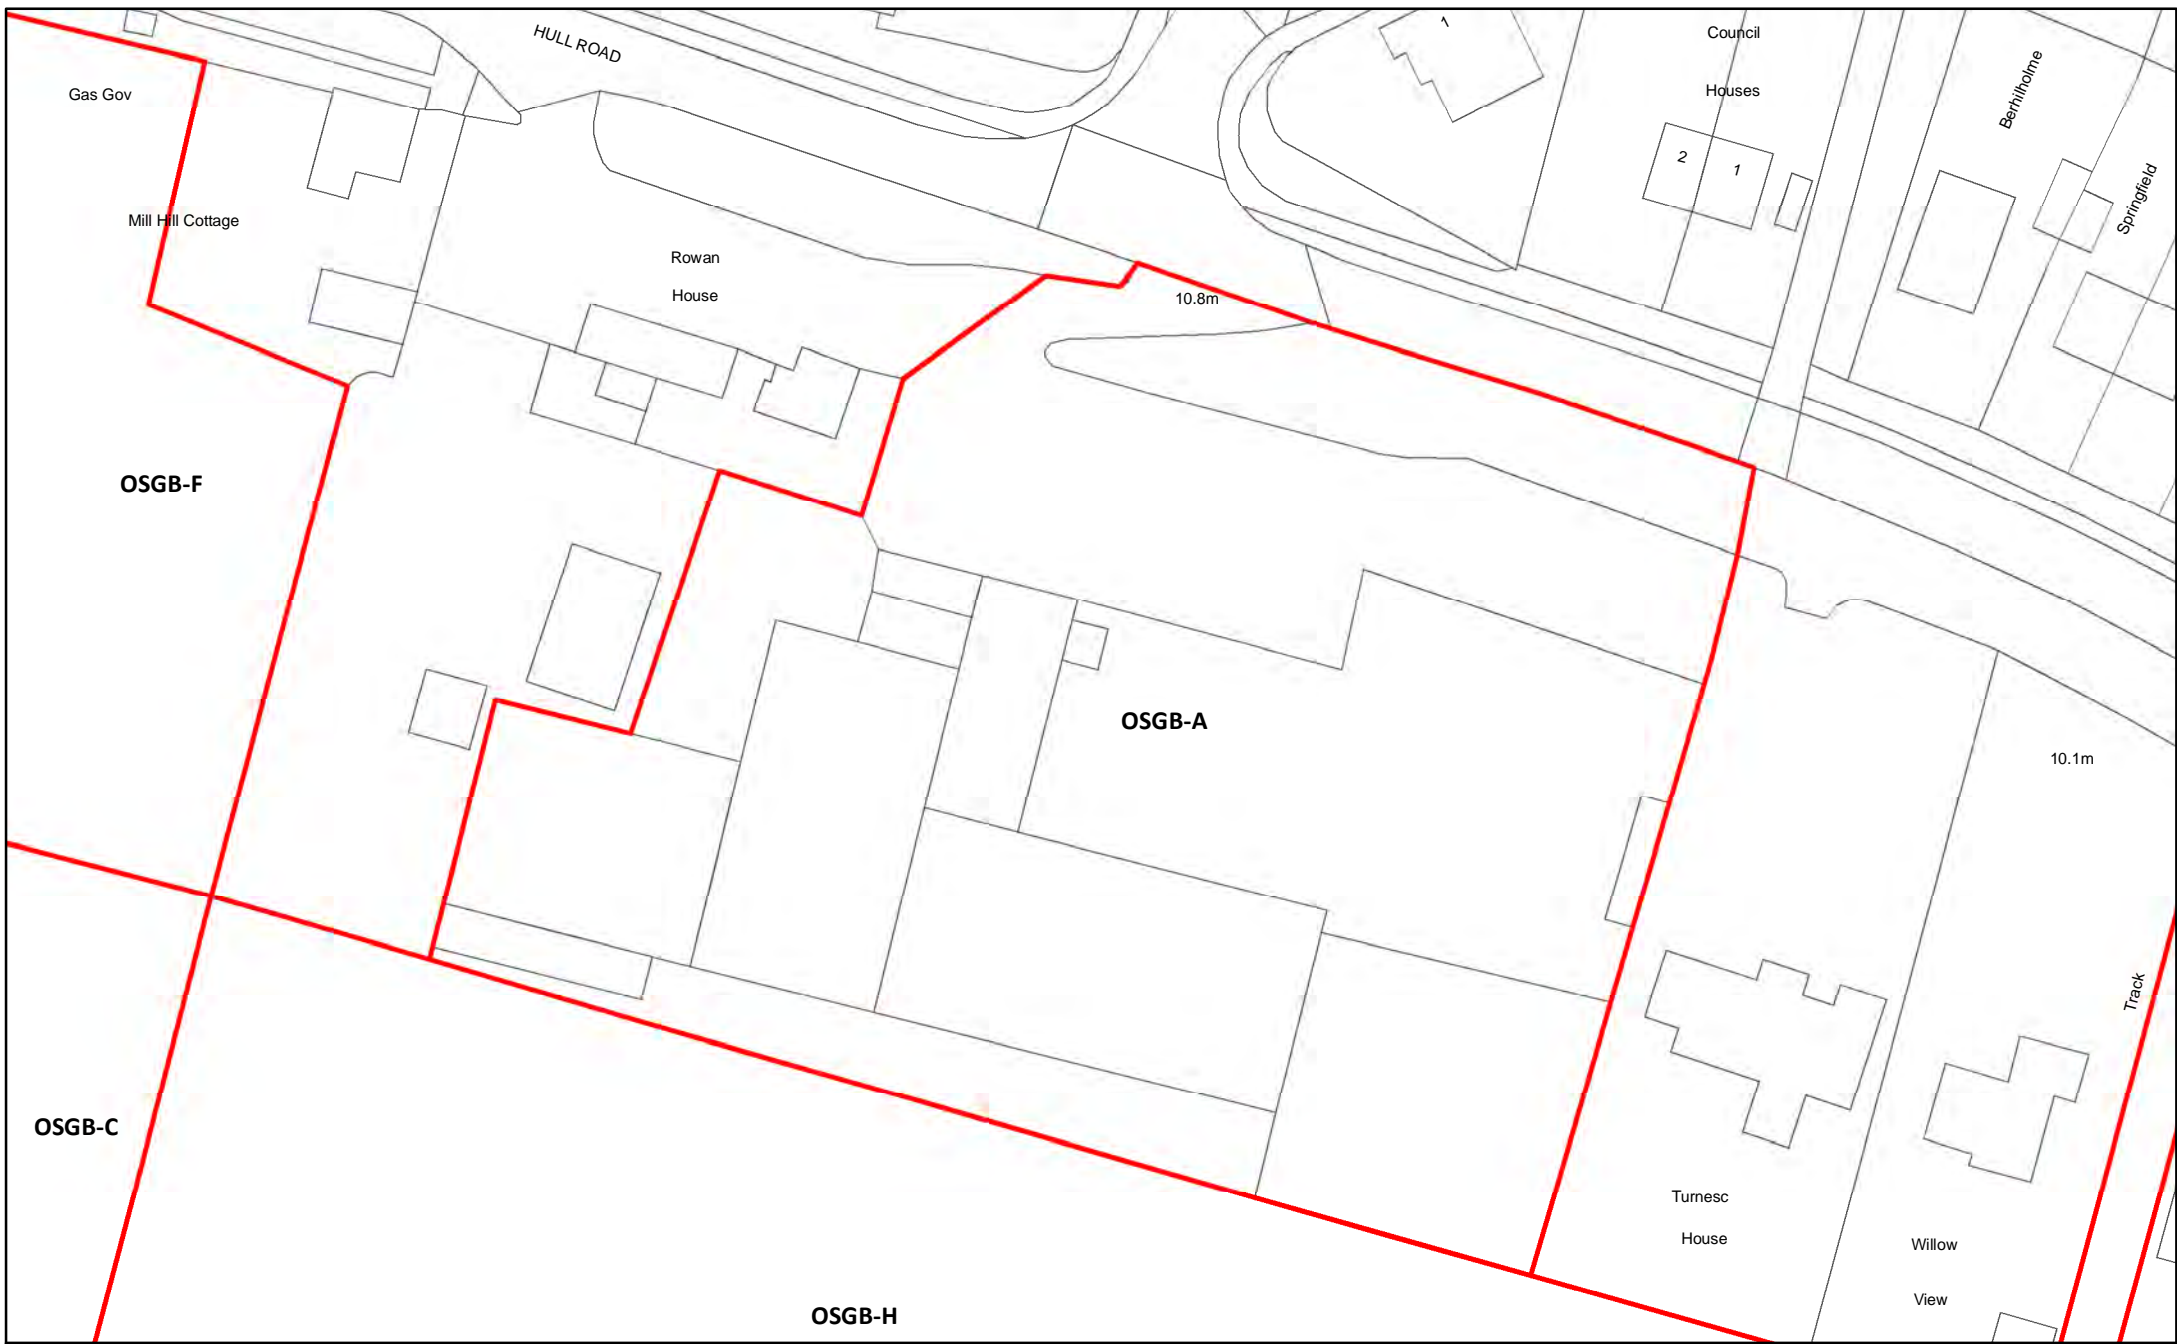 HULL ROAD
1
Council
Houses
Berhilholme
Gas Gov
2
1
Springfield
Mill Hill Cottage
Rowan
House
10.8m
OSGB-F
OSGB-A
10.1m
Track
OSGB-C
Turnesc
House
Willow
View
OSGB-H